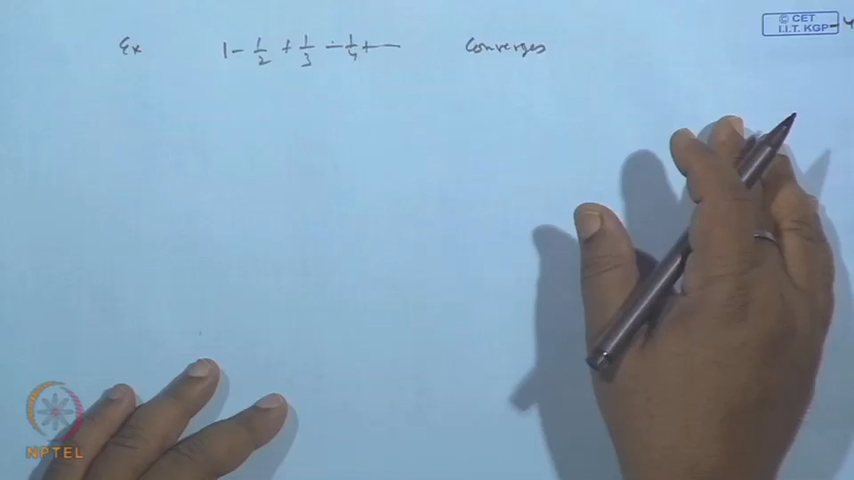 Ex 1 - 1/2 + 1/3 - 1/4 + — Converges
© CET
I.I.T. KGP
NPTEL